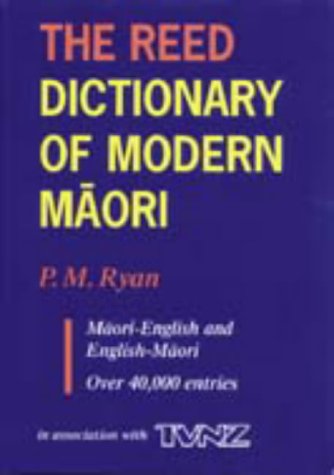 THE REED
DICTIONARY
OF MODERN
MĀORI
P. M. Ryan
Māori-English and
English-Māori
Over 40,000 entries
in association with TVNZ